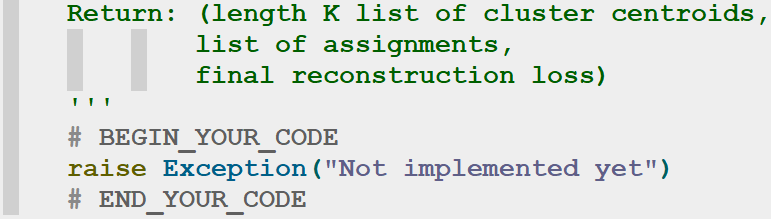 Return: (length K list of cluster centroids,
list of assignments,
final reconstruction loss)
'''
# BEGIN_YOUR_CODE
raise Exception("Not implemented yet")
# END_YOUR_CODE